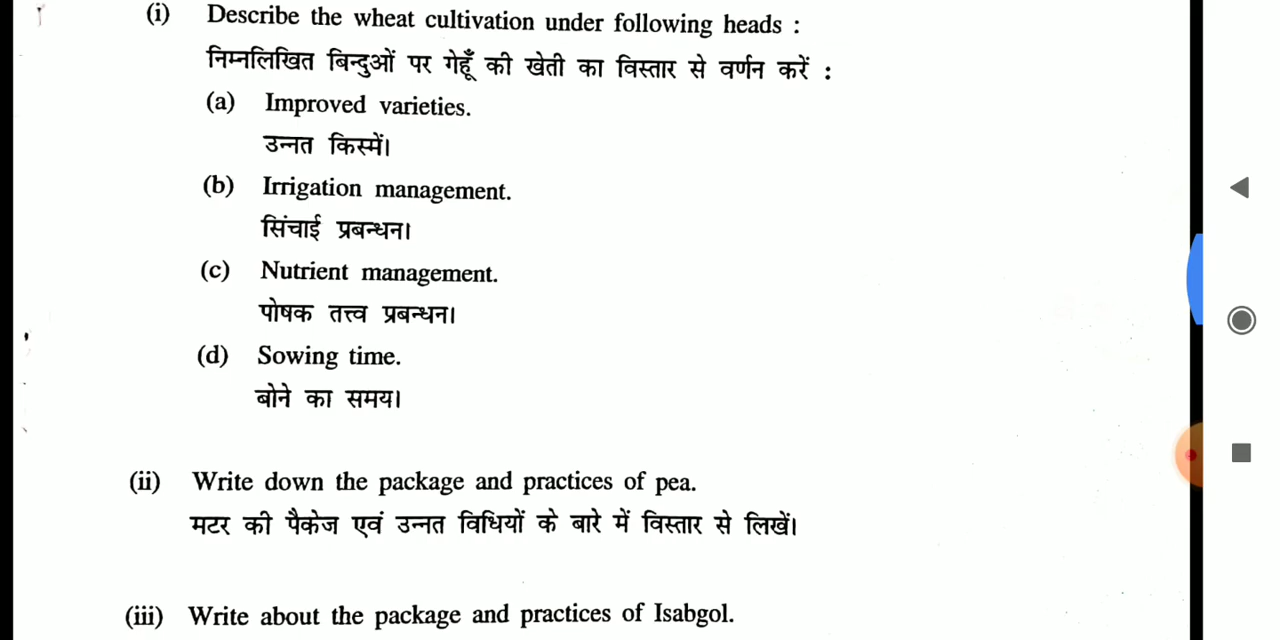 (i) Describe the wheat cultivation under following heads :
निम्नलिखित बिन्दुओं पर गेहूँ की खेती का विस्तार से वर्णन करें :
(a) Improved varieties.
उन्नत किस्में।
(b) Irrigation management.
सिंचाई प्रबन्धन।
(c) Nutrient management.
पोषक तत्त्व प्रबन्धन।
(d) Sowing time.
बोने का समय।
(ii) Write down the package and practices of pea.
मटर की पैकेज एवं उन्नत विधियों के बारे में विस्तार से लिखें।
(iii) Write about the package and practices of Isabgol.